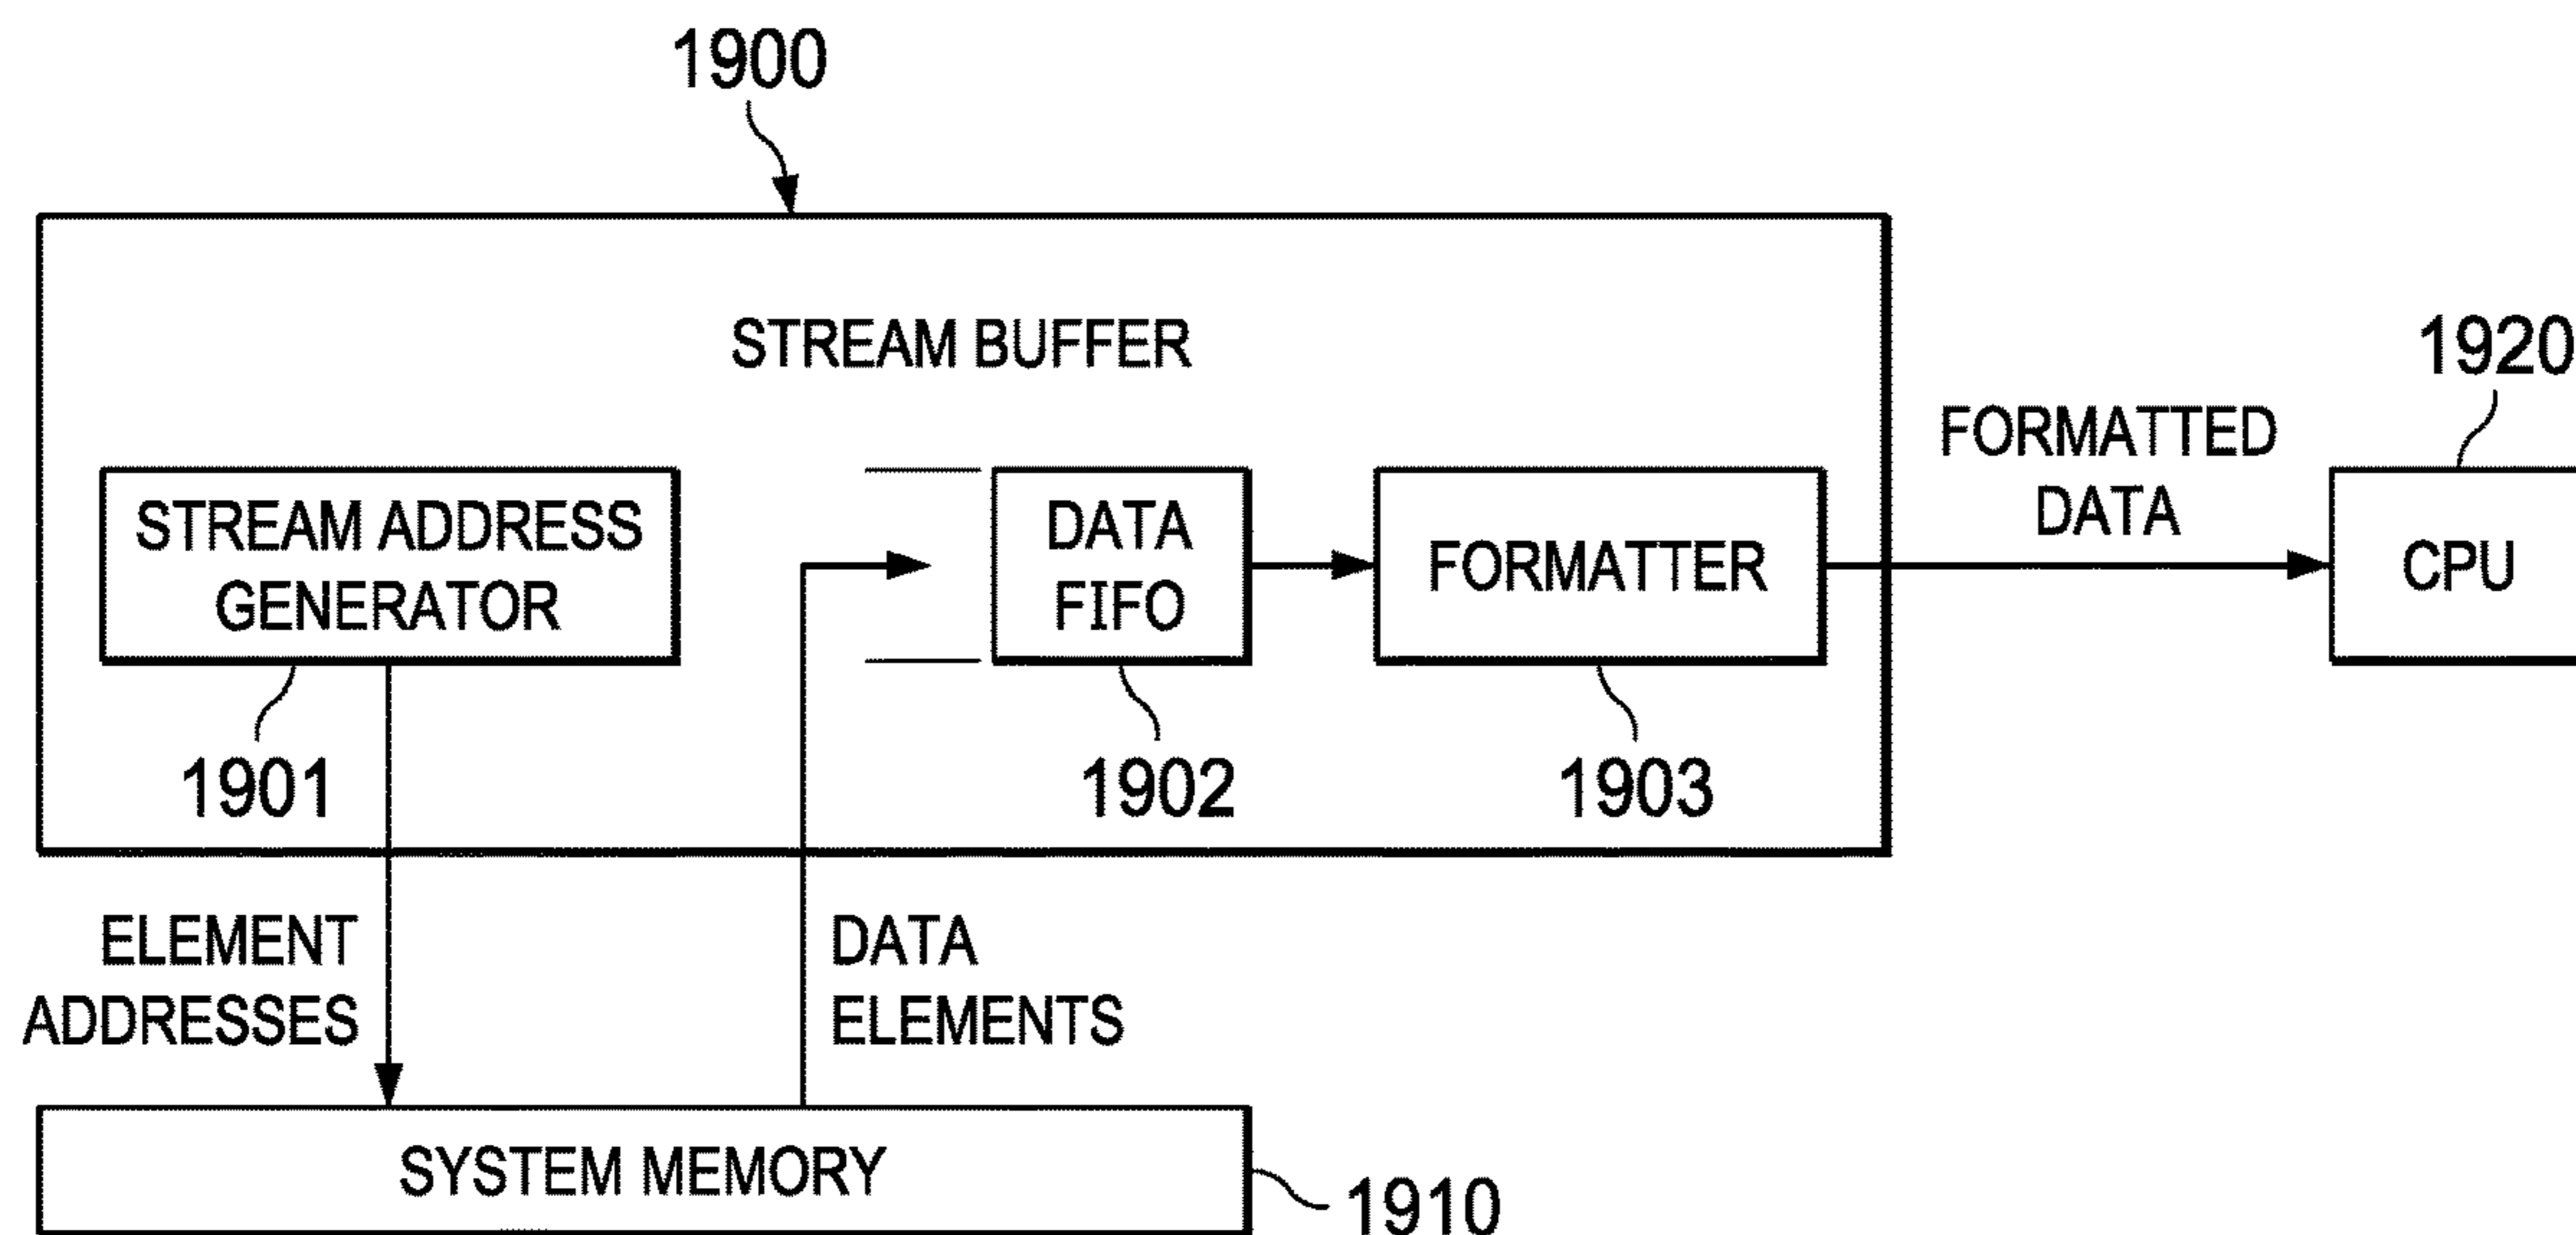 1900
STREAM BUFFER
1920
FORMATTED
DATA
STREAM ADDRESS
GENERATOR
DATA
FIFO
FORMATTER
CPU
1901
1902
1903
ELEMENT
ADDRESSES
DATA
ELEMENTS
SYSTEM MEMORY
1910